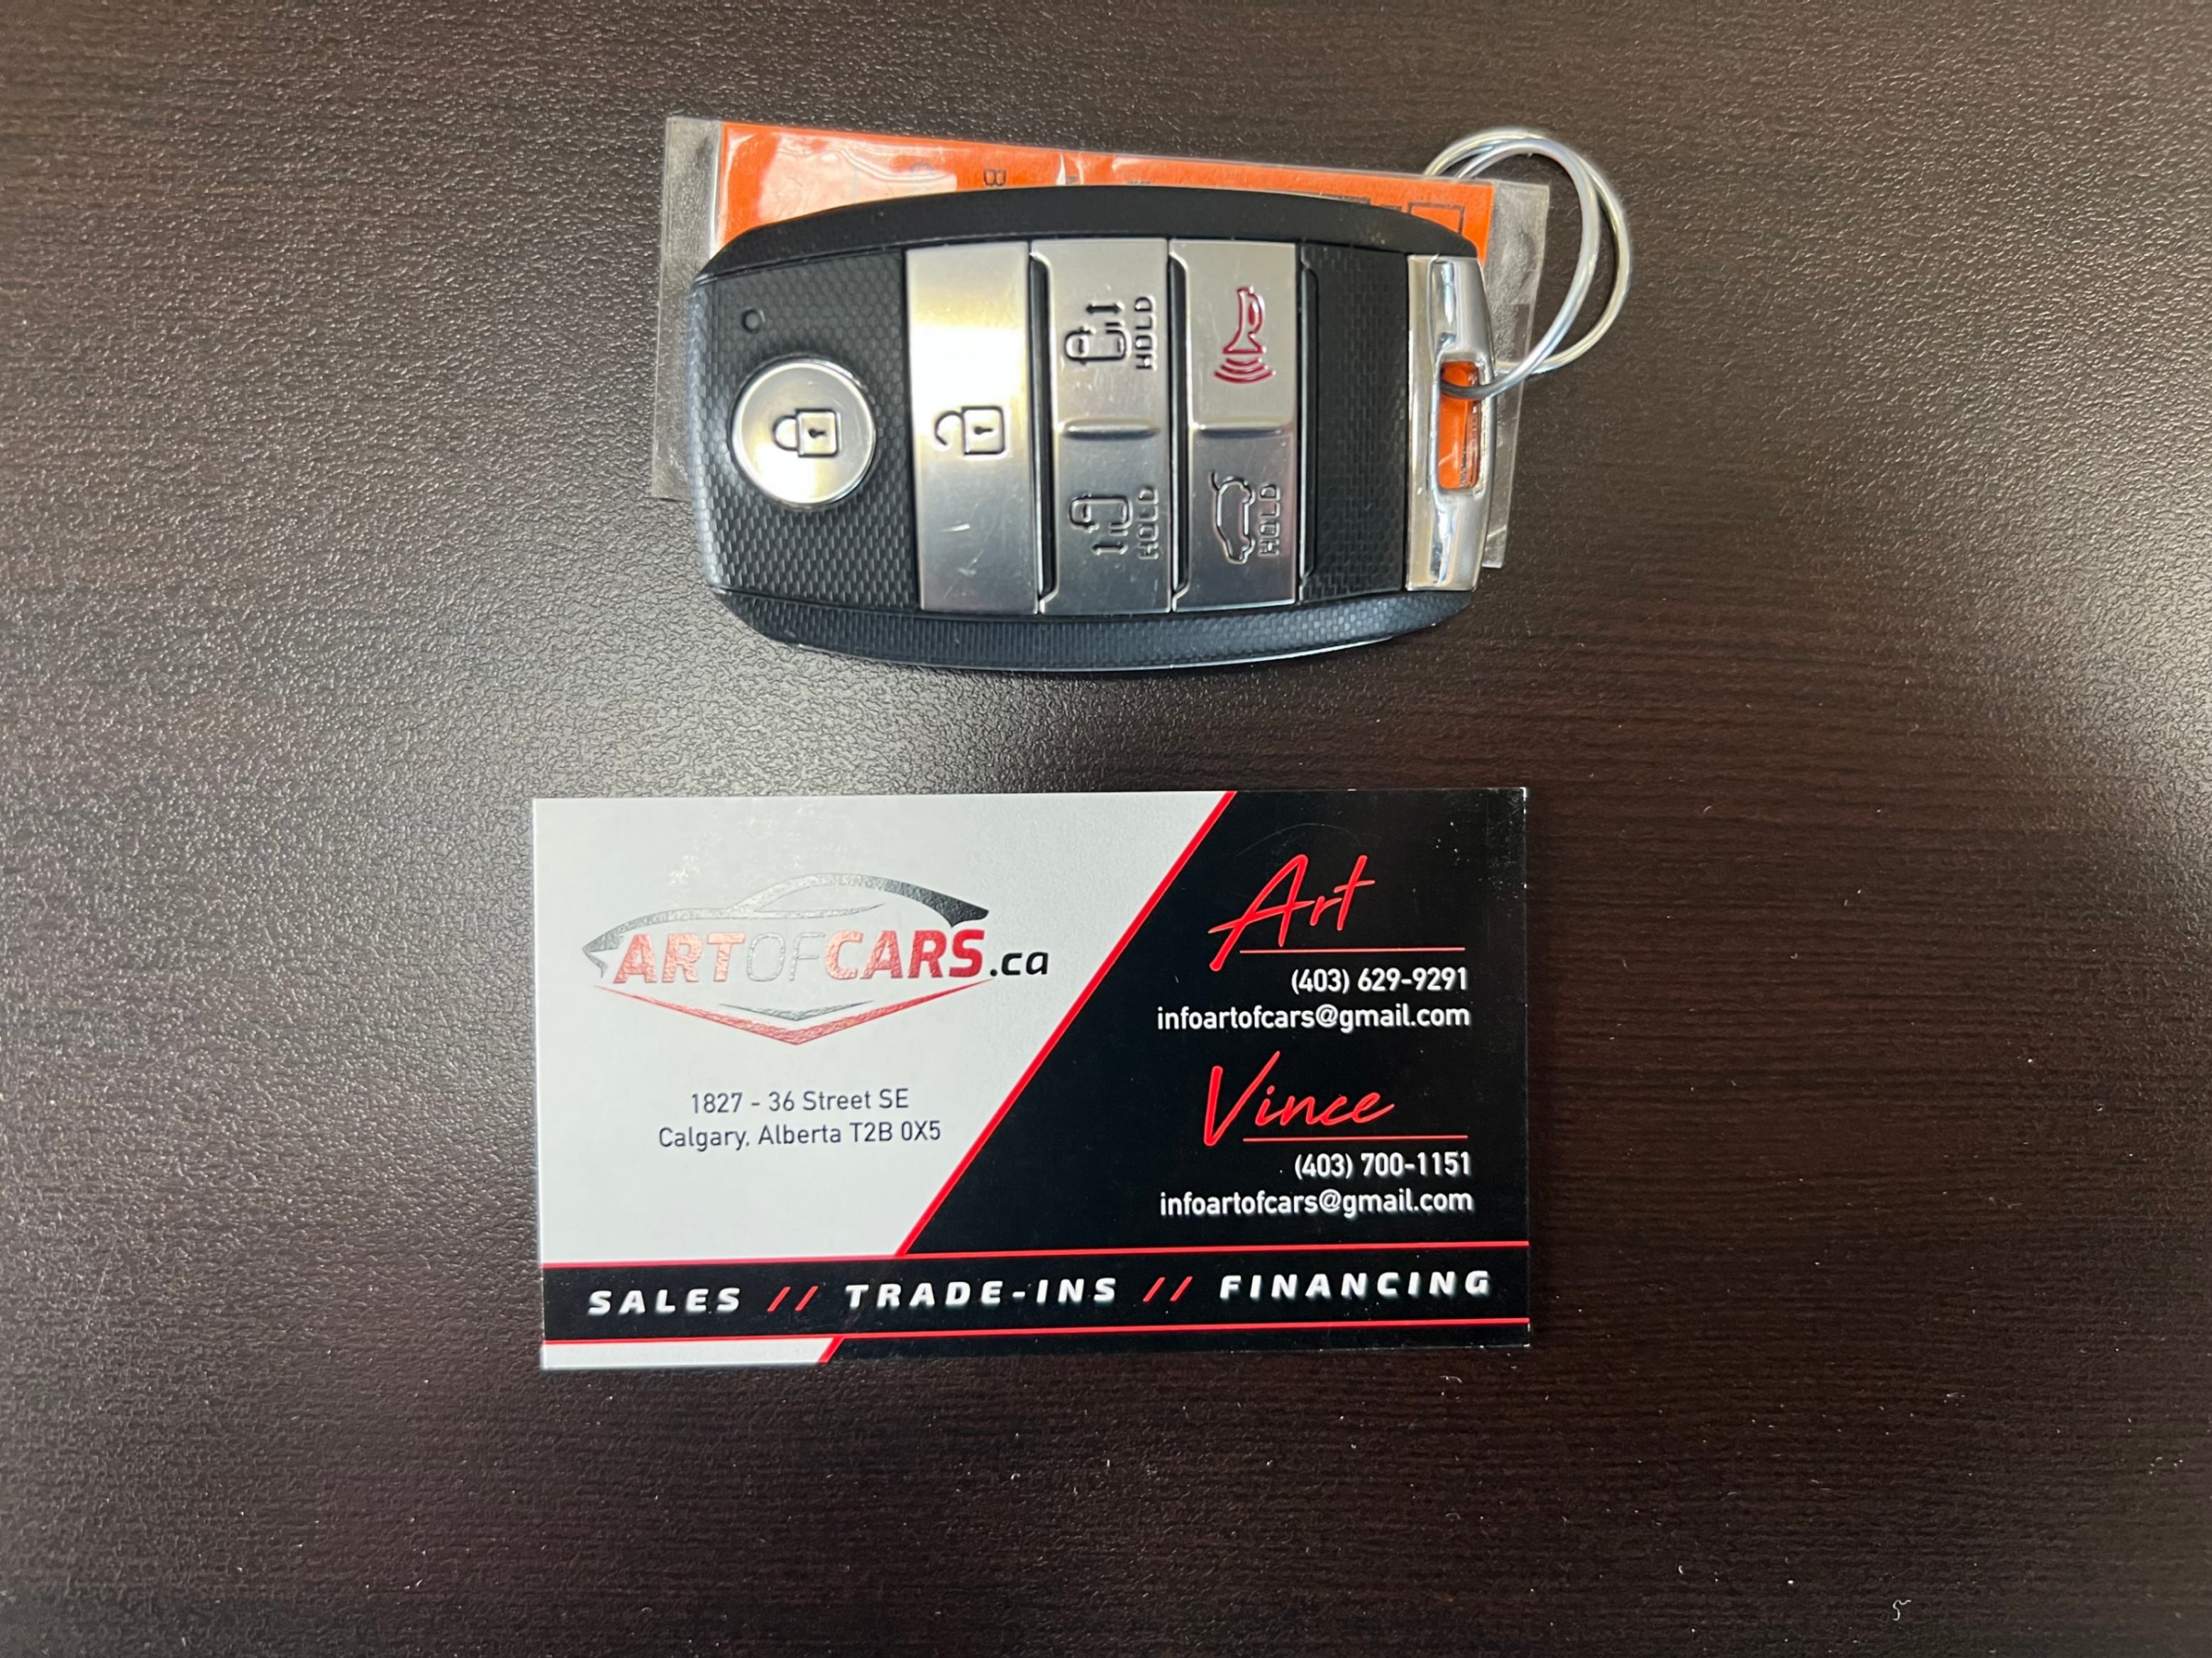 HOLD
HOLD
HOLD
ARTOFCARS.ca
1827 - 36 Street SE
Calgary, Alberta T2B 0X5
Art
(403) 629-9291
infoartofcars@gmail.com
Vince
(403) 700-1151
infoartofcars@gmail.com
SALES // TRADE-INS // FINANCING